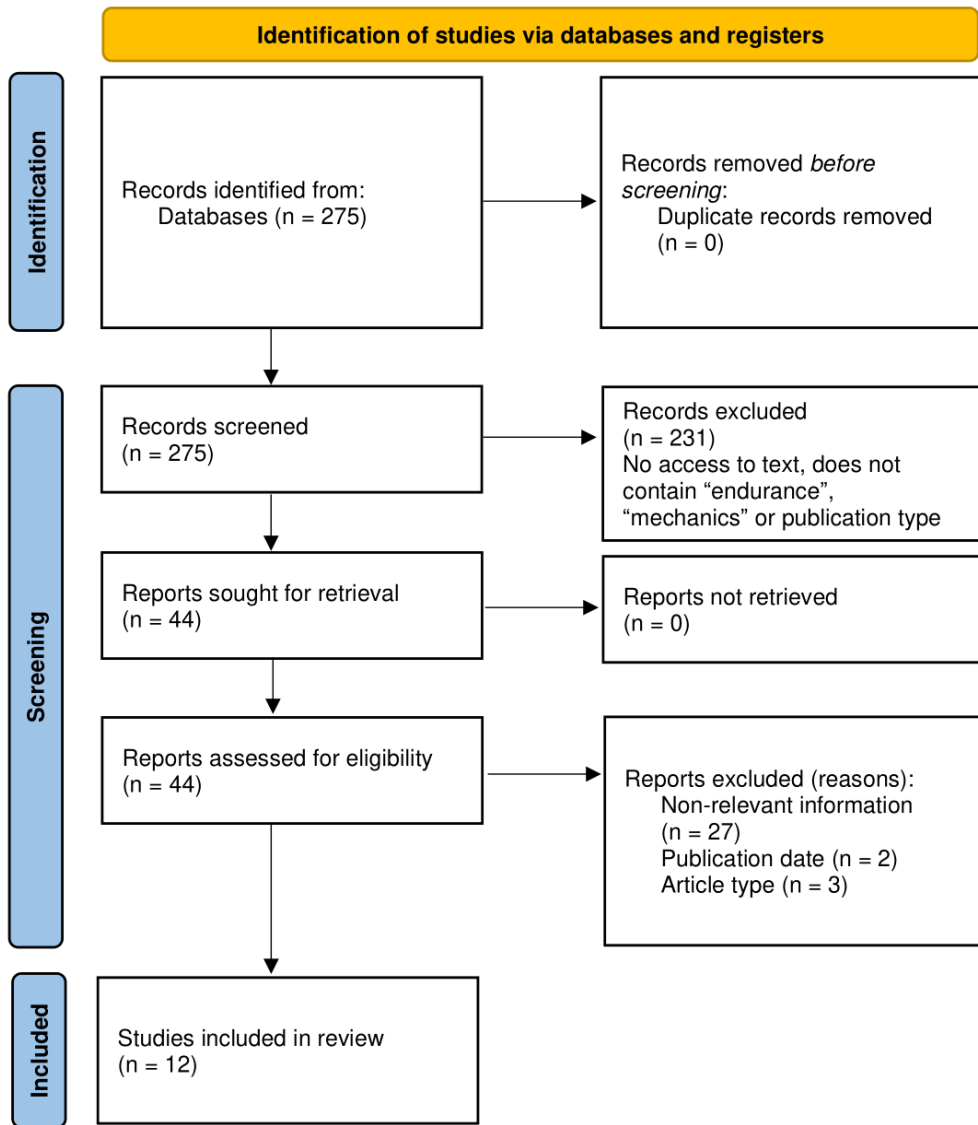 Identification of studies via databases and registers
Identification
Records identified from:
Databases (n = 275)
Records removed before
screening:
Duplicate records removed
(n = 0)
Screening
Records screened
(n = 275)
Records excluded
(n = 231)
No access to text, does not
contain “endurance”,
“mechanics” or publication type
Reports sought for retrieval
(n = 44)
Reports not retrieved
(n = 0)
Reports assessed for eligibility
(n = 44)
Reports excluded (reasons):
Non-relevant information
(n = 27)
Publication date (n = 2)
Article type (n = 3)
Included
Studies included in review
(n = 12)